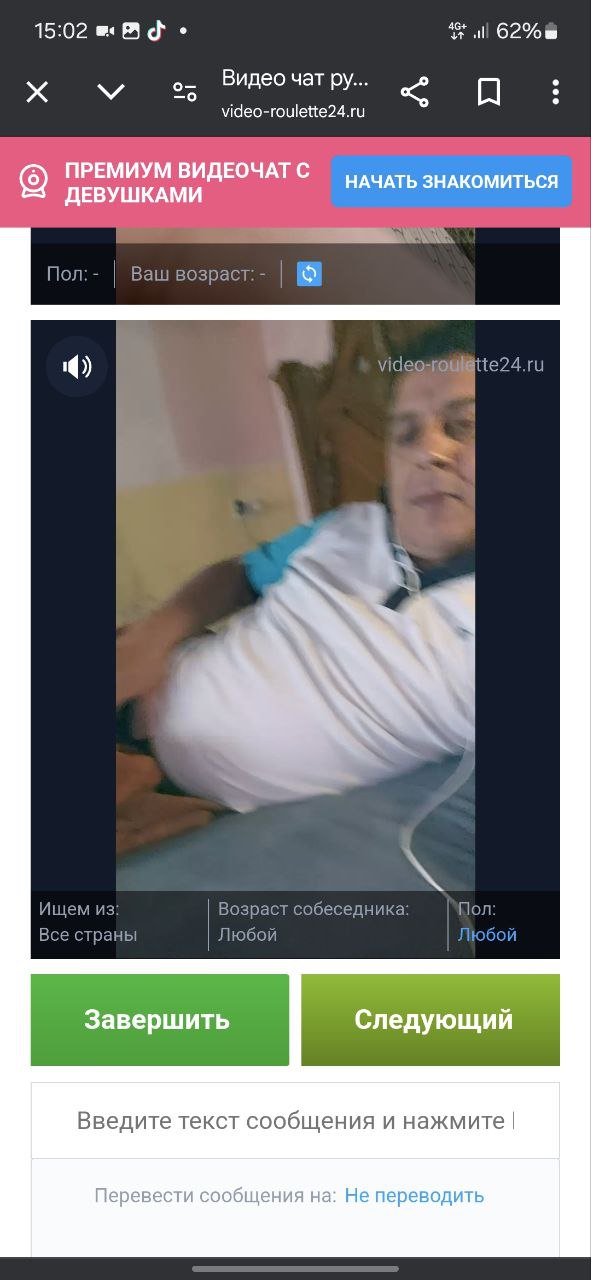 15:02
4G+
62%
Видео чат ру...
video-roulette24.ru
ПРЕМИУМ ВИДЕОЧАТ С
ДЕВУШКАМИ
НАЧАТЬ ЗНАКОМИТЬСЯ
Пол: -
Ваш возраст: -
video-roulette24.ru
Ищем из:
Все страны
Возраст собеседника:
Любой
Пол:
Любой
Завершить
Следующий
Введите текст сообщения и нажмите
Перевести сообщения на: Не переводить